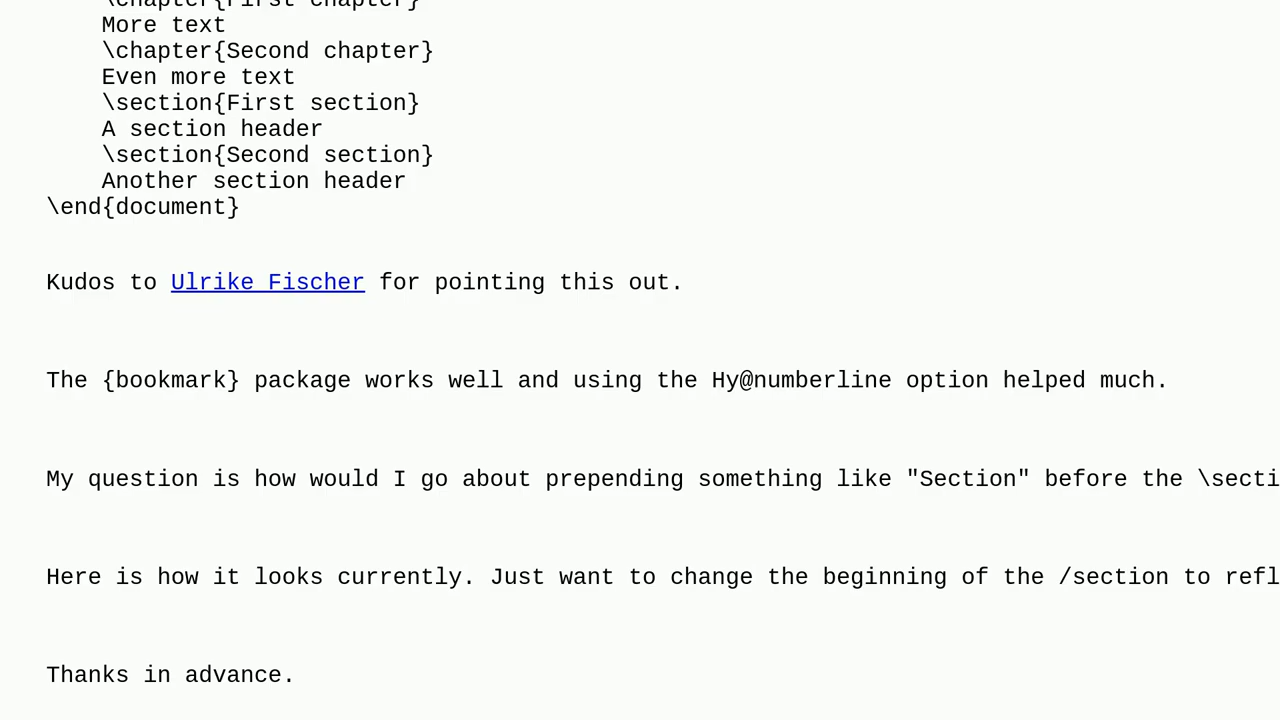 \chapter{First chapter}
More text
\chapter{Second chapter}
Even more text
\section{First section}
A section header
\section{Second section}
Another section header
\end{document}
Kudos to Ulrike Fischer for pointing this out.
The {bookmark} package works well and using the Hy@numberline option helped much.
My question is how would I go about prepending something like "Section" before the \secti
Here is how it looks currently. Just want to change the beginning of the /section to refl
Thanks in advance.